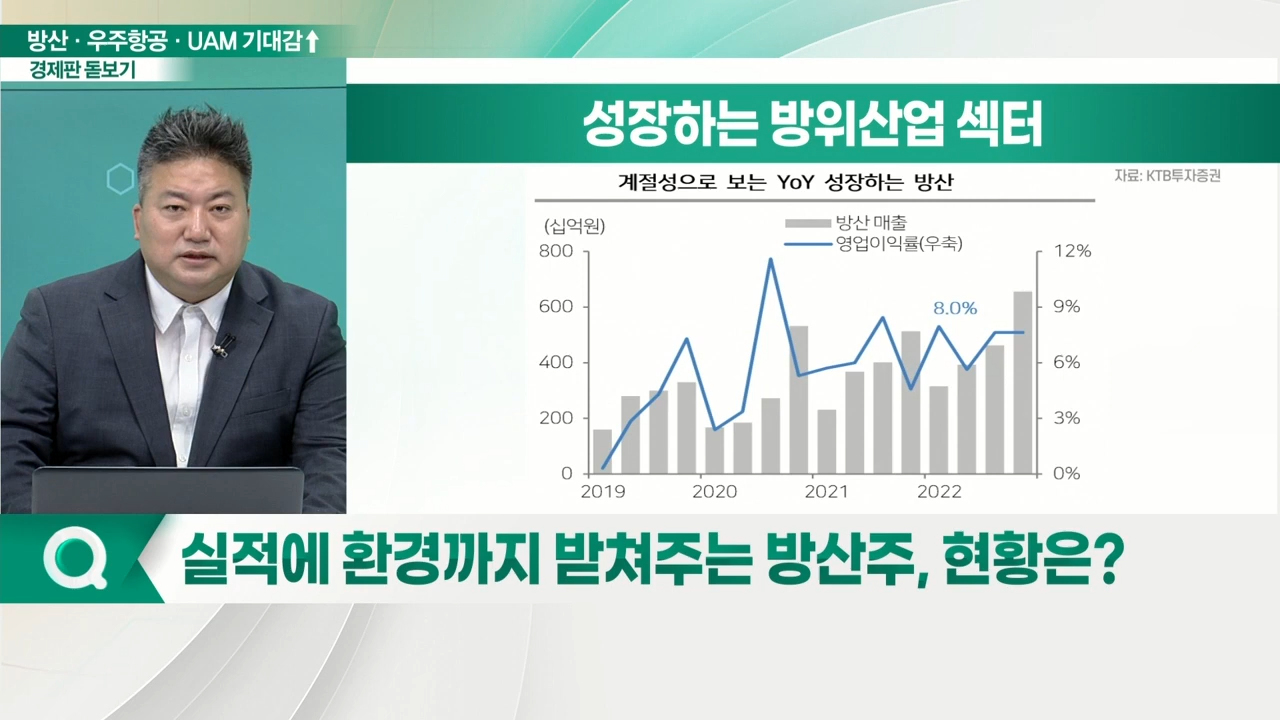 방산 · 우주항공 · UAM 기대감↑
경제판 돋보기
성장하는 방위산업 섹터
계절성으로 보는 YoY 성장하는 방산
자료: KTB투자증권
(십억원)
방산 매출
영업이익률(우축)
800
600
400
200
0
12%
9%
6%
3%
0%
8.0%
2019
2020
2021
2022
Q
실적에 환경까지 받쳐주는 방산주, 현황은?